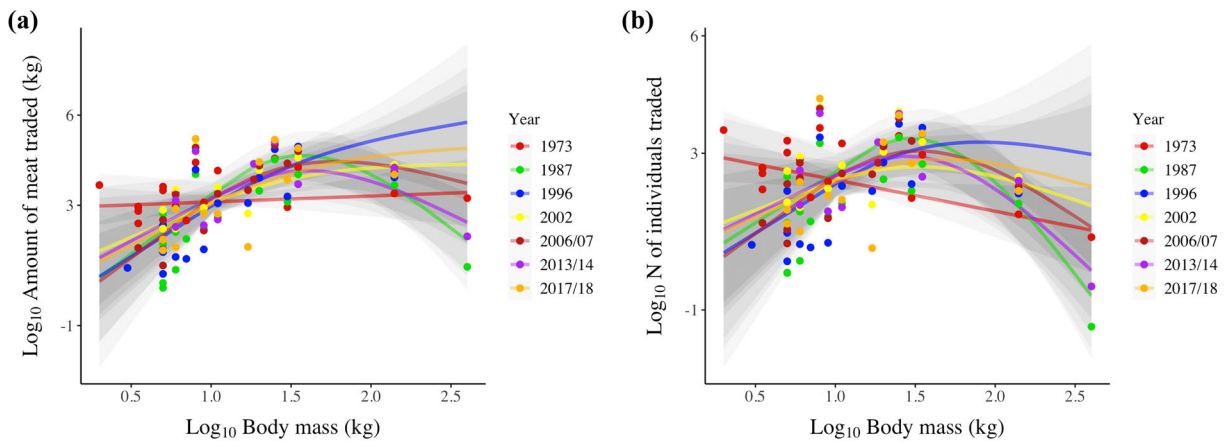 (a)
Log10 Amount of meat traded (kg)
6
3
-1
0.5 1.0 1.5 2.0 2.5
Log10 Body mass (kg)
Year
1973
1987
1996
2002
2006/07
2013/14
2017/18
(b)
Log10 N of individuals traded
6
3
-1
0.5 1.0 1.5 2.0 2.5
Log10 Body mass (kg)
Year
1973
1987
1996
2002
2006/07
2013/14
2017/18